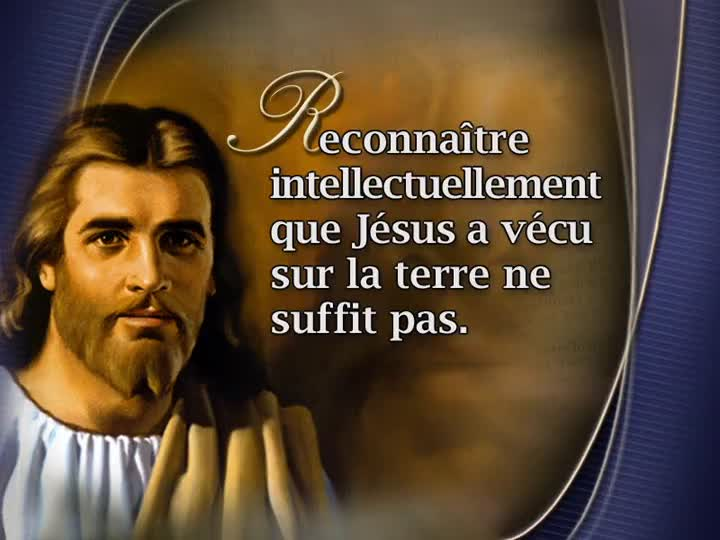 Reconnaître
intellectuellement
que Jésus a vécu
sur la terre ne
suffit pas.